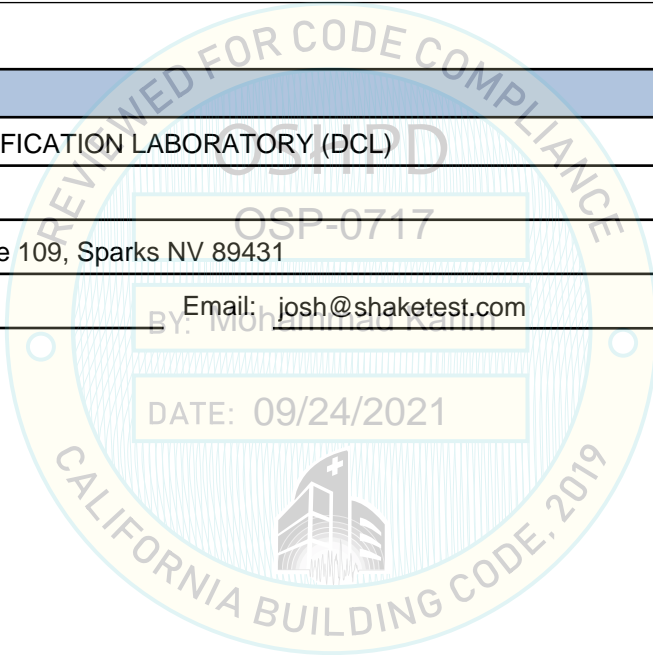 REVIEWED FOR CODE COMPLIANCE
FICATION LABORATORY (DCL)
OSHPD
OSP-0717
e 109, Sparks NV 89431
Email: josh@shaketest.com
BY: Mohammad Karim
DATE: 09/24/2021
CALIFORNIA BUILDING CODE, 2019